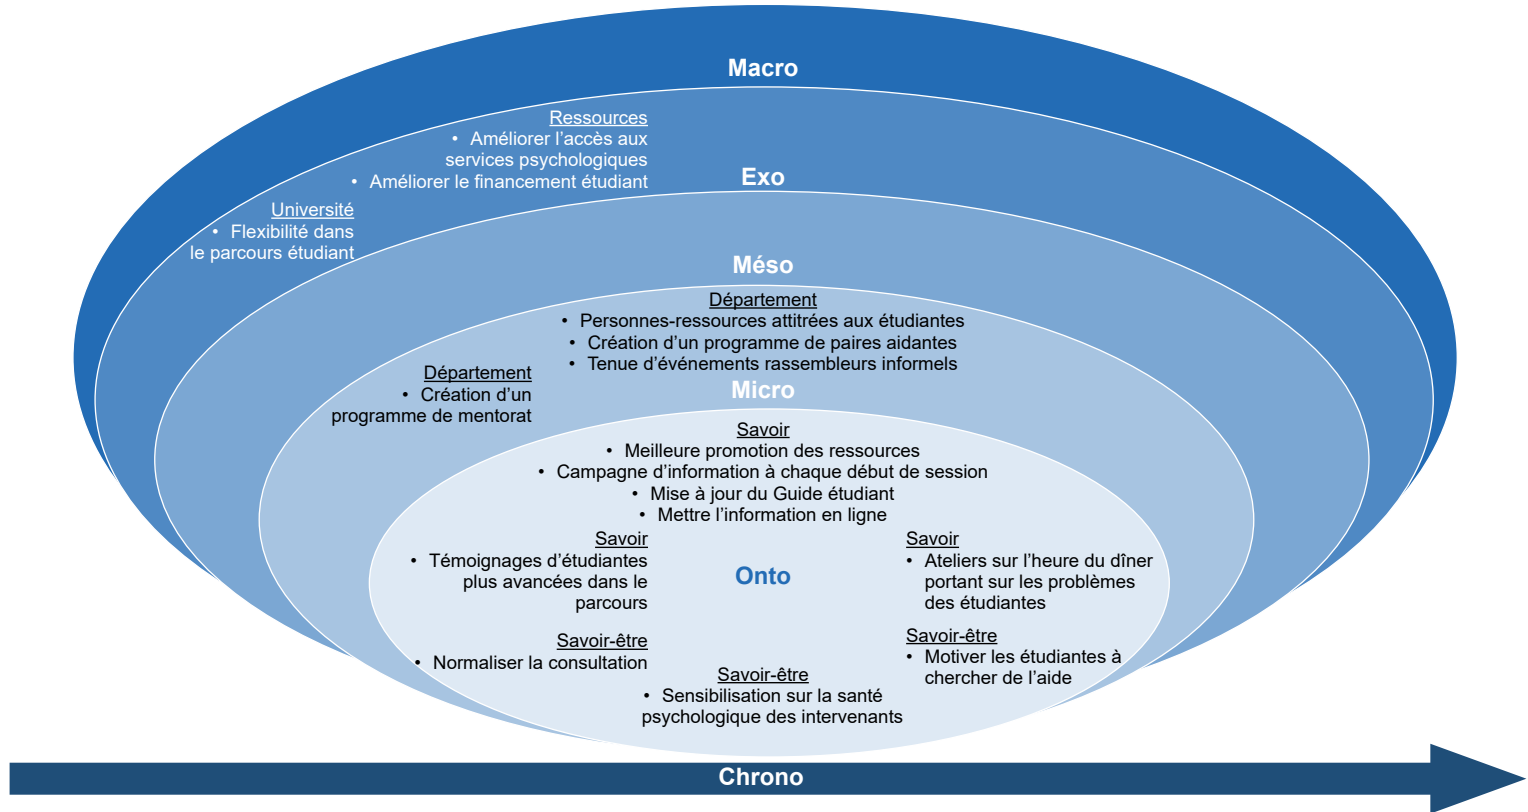 Macro
Ressources
• Améliorer l’accès aux
services psychologiques
• Améliorer le financement étudiant
Exo
Université
• Flexibilité dans
le parcours étudiant
Méso
Département
• Personnes-ressources attitrées aux étudiantes
• Création d’un programme de paires aidantes
• Tenue d’événements rassembleurs informels
Département
• Création d’un
programme de mentorat
Micro
Savoir
• Meilleure promotion des ressources
• Campagne d’information à chaque début de session
• Mise à jour du Guide étudiant
• Mettre l’information en ligne
Savoir
• Témoignages d’étudiantes
plus avancées dans le
parcours
Onto
Savoir
• Ateliers sur l’heure du dîner
portant sur les problèmes
des étudiantes
Savoir-être
• Normaliser la consultation
Savoir-être
• Sensibilisation sur la santé
psychologique des intervenants
Savoir-être
• Motiver les étudiantes à
chercher de l’aide
Chrono